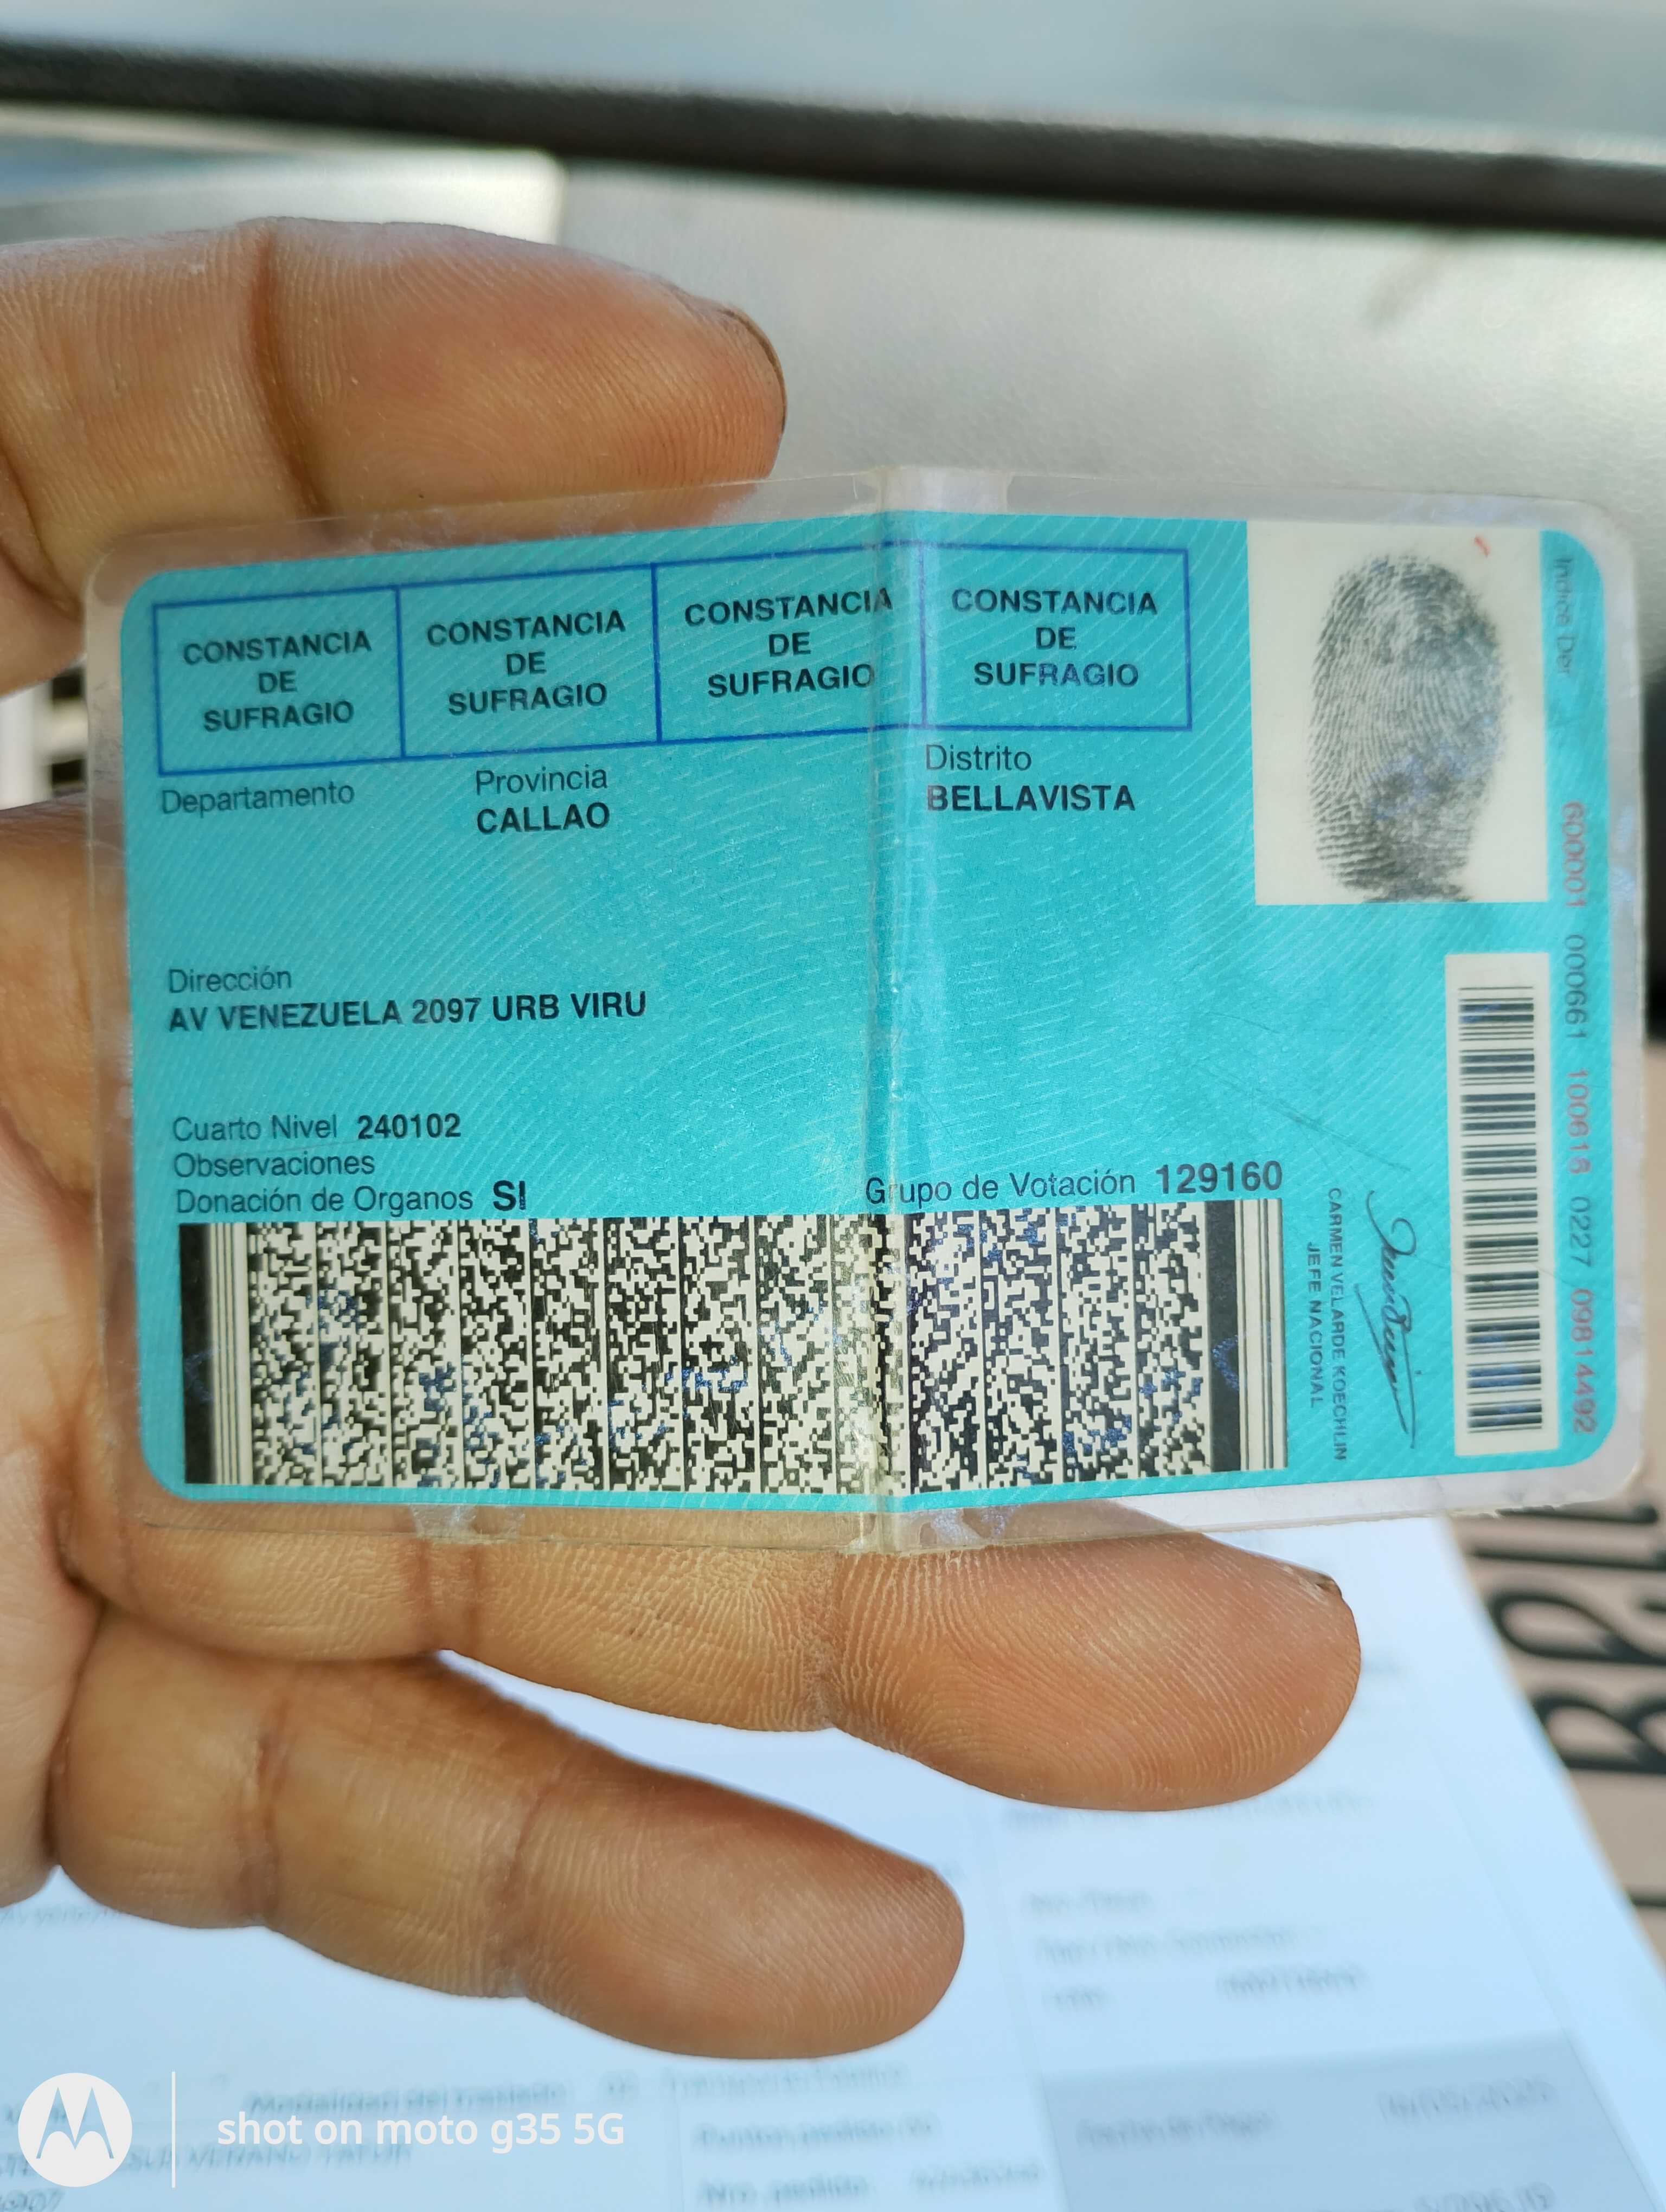 CONSTANCIA
DE
SUFRAGIO
CONSTANCIA
DE
SUFRAGIO
CONSTANCIA
DE
SUFRAGIO
CONSTANCIA
DE
SUFRAGIO
Departamento
Provincia
CALLAO
Distrito
BELLAVISTA
Dirección
AV VENEZUELA 2097 URB VIRU
Cuarto Nivel 240102
Observaciones
Donación de Organos SI
Grupo de Votación 129160
Indice Der
600001 000661 100616 0227 09814492
CARMEN VELARDE KOECHLIN
JEFE NACIONAL
shot on moto g35 5G